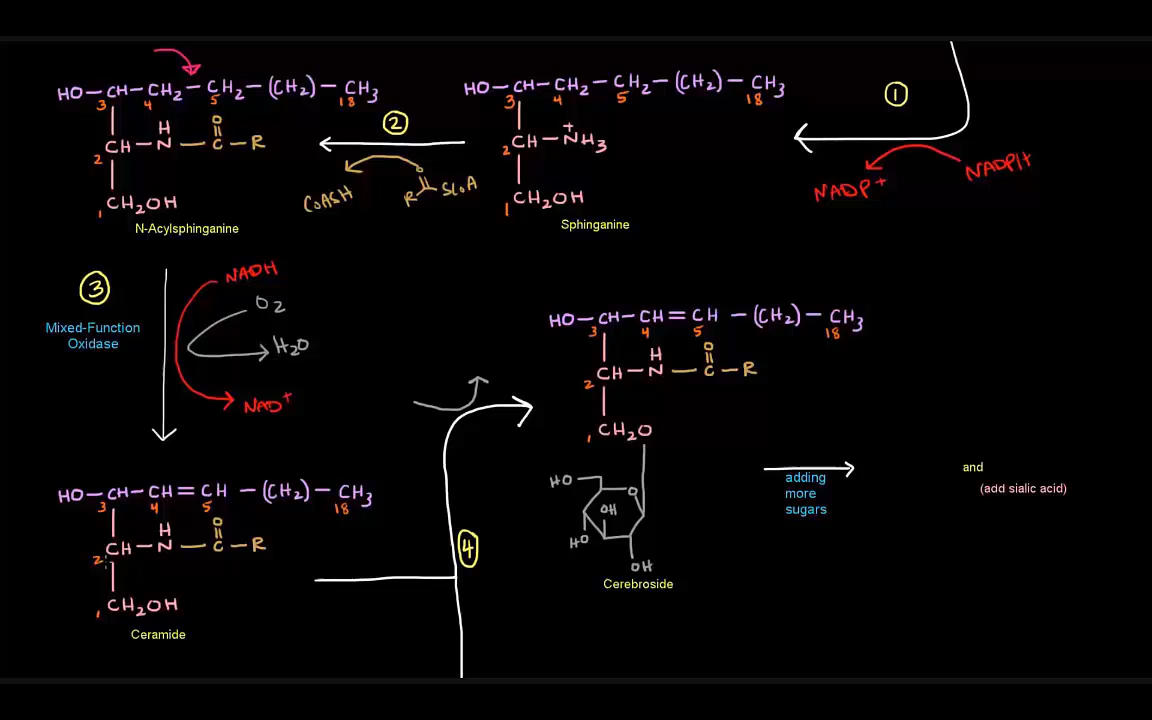 HO—CH—CH2—CH2—(CH2)—CH3
3 4 5 18
H O
2 CH—N—C—R
1 CH2OH
N-Acylsphinganine
2
CoASH
O
R SCoA
HO—CH—CH2—CH2—(CH2)—CH3
3 4 5 18
2 CH—N+H3
1 CH2OH
Sphinganine
1
NADP+ NADPH+
3
Mixed-Function
Oxidase
NADH
O2
H2O
NAD+
HO—CH—CH=CH—(CH2)—CH3
3 4 5 18
H O
2 CH—N—C—R
1 CH2OH
Ceramide
4
HO—CH—CH=CH—(CH2)—CH3
3 4 5 18
H O
2 CH—N—C—R
1 CH2O
HO O
OH
HO
OH
Cerebroside
adding
more
sugars
and
(add sialic acid)